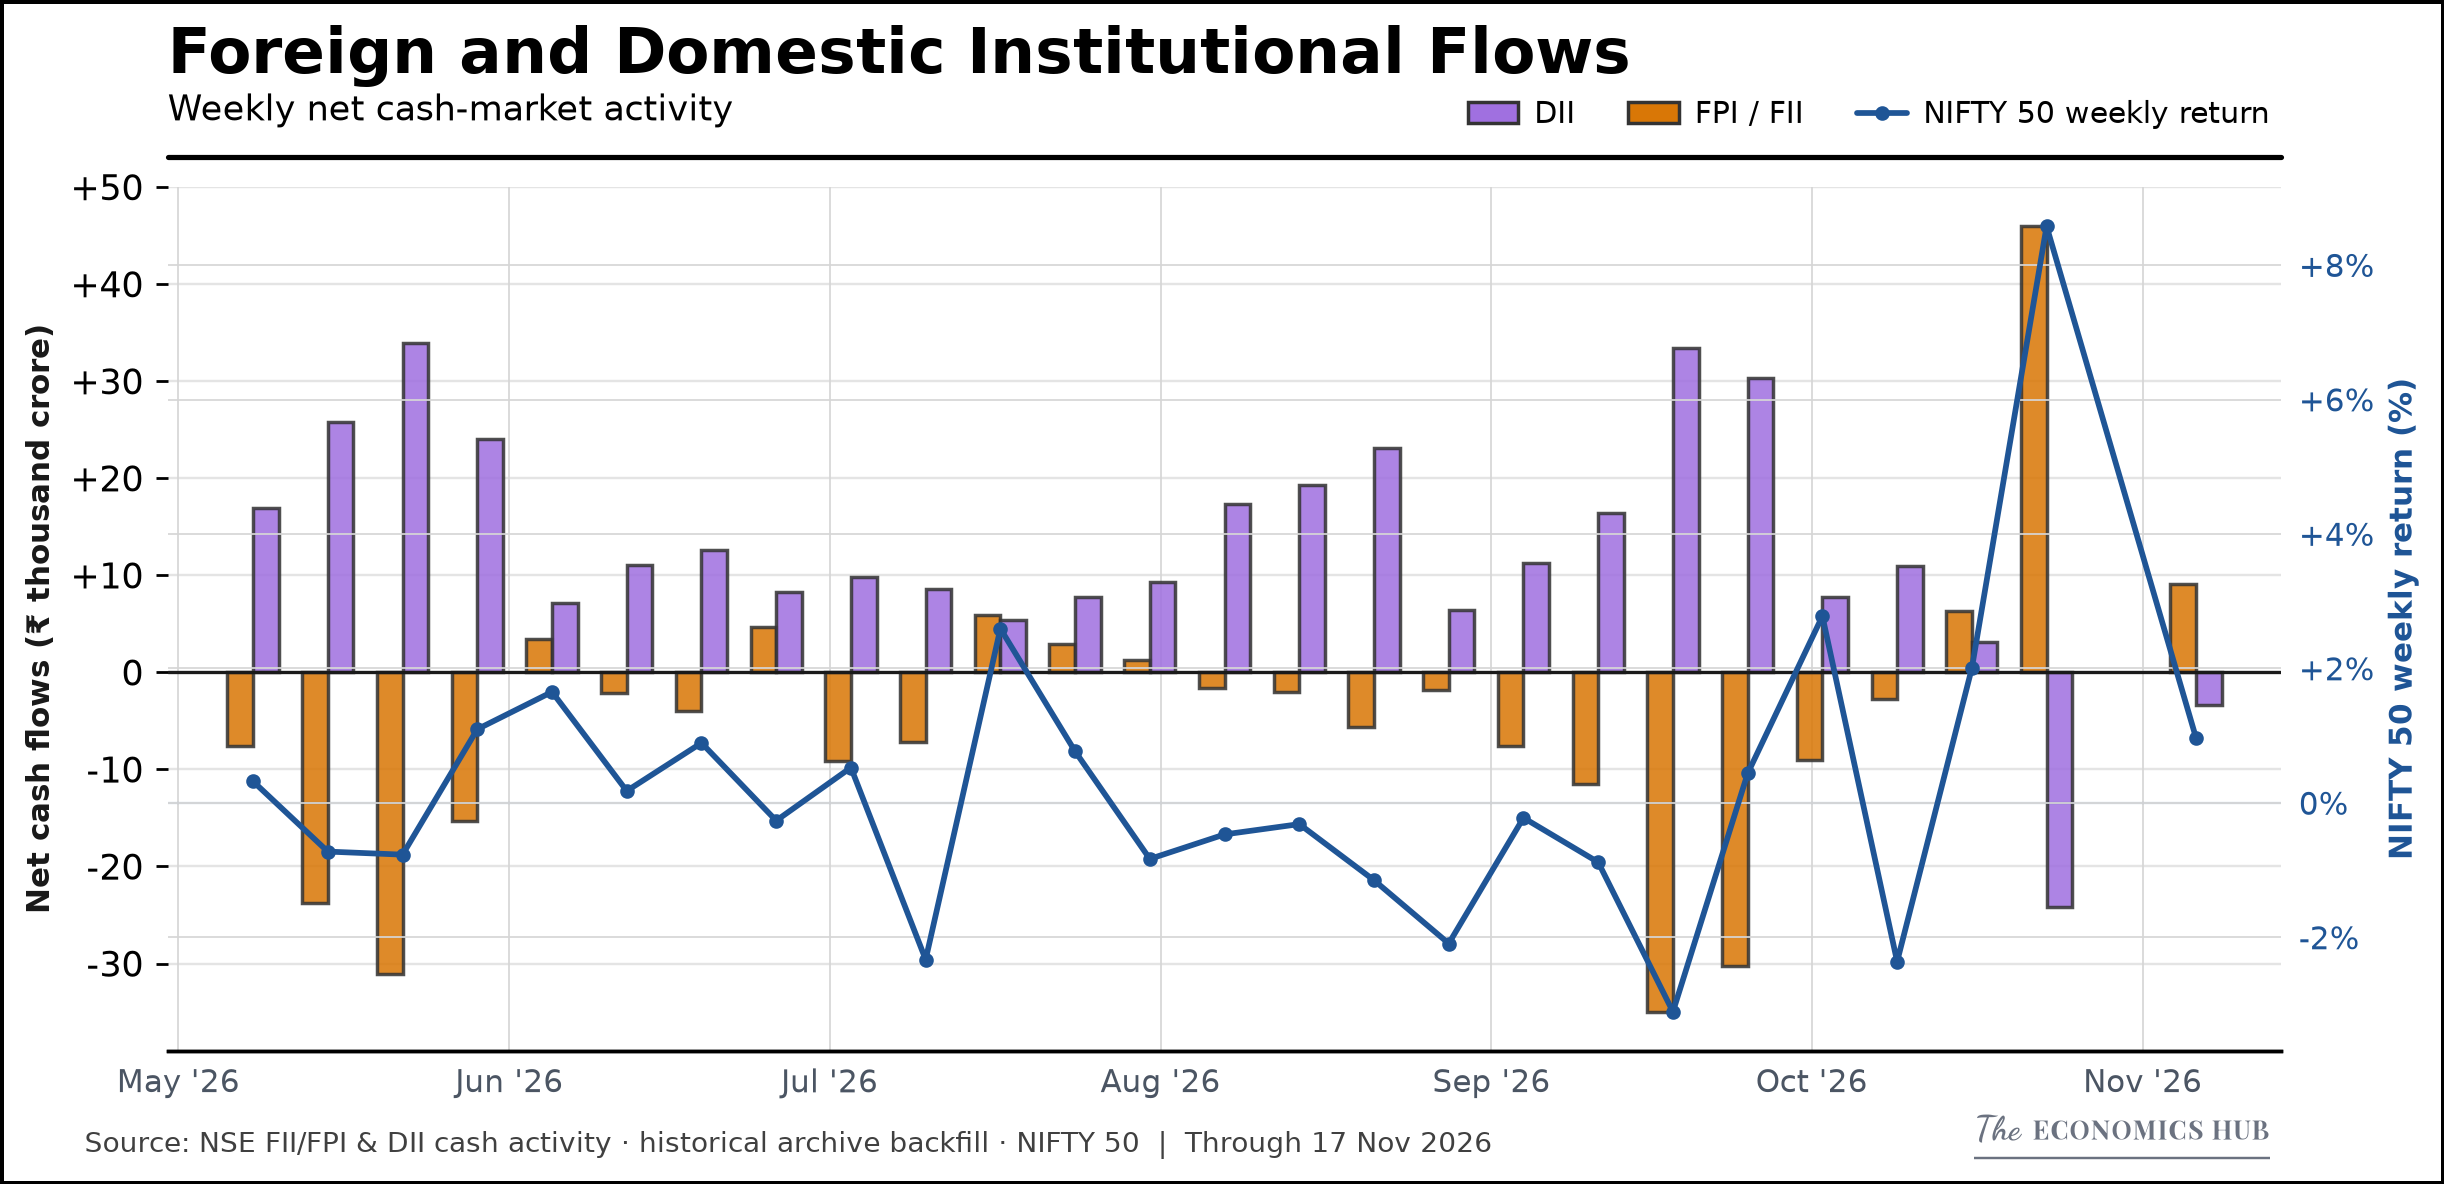 Foreign and Domestic Institutional Flows
Weekly net cash-market activity
DII
FPI / FII
NIFTY 50 weekly return
Net cash flows (₹ thousand crore)
+50
+40
+30
+20
+10
0
-10
-20
-30
+8%
+6%
+4%
+2%
0%
-2%
NIFTY 50 weekly return (%)
May '26
Jun '26
Jul '26
Aug '26
Sep '26
Oct '26
Nov '26
Source: NSE FII/FPI & DII cash activity · historical archive backfill · NIFTY 50 | Through 17 Nov 2026
The ECONOMICS HUB